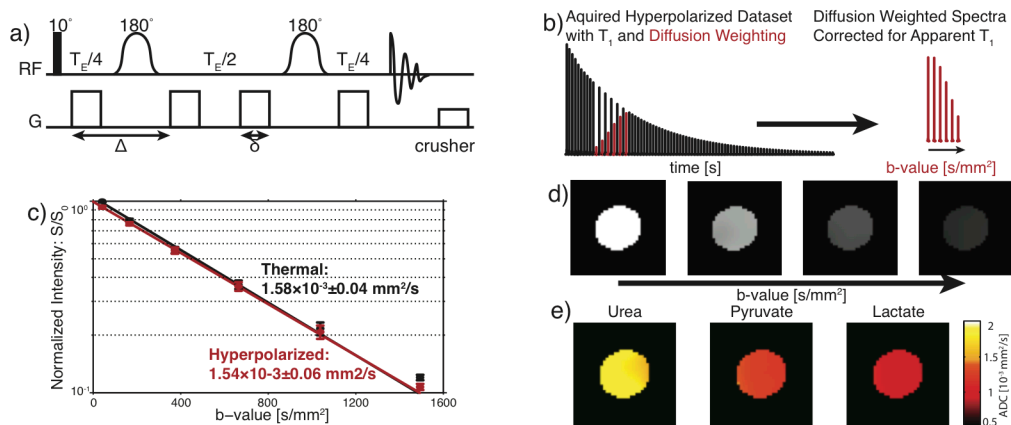 a)
10°
180°
180°
T_E/4
T_E/2
T_E/4
RF
G
Δ
δ
crusher
b)
Aquired Hyperpolarized Dataset
with T₁ and Diffusion Weighting
Diffusion Weighted Spectra
Corrected for Apparent T₁
time [s]
b-value [s/mm²]
c)
Normalized Intensity: S/S₀
10⁰
10⁻¹
Thermal:
1.58×10⁻³±0.04 mm²/s
Hyperpolarized:
1.54×10-3±0.06 mm2/s
0
400
800
1200
1600
b−value [s/mm²]
d)
b-value [s/mm²]
e)
Urea
Pyruvate
Lactate
2
1.5
1
0.5
ADC [10⁻³ mm²/s]